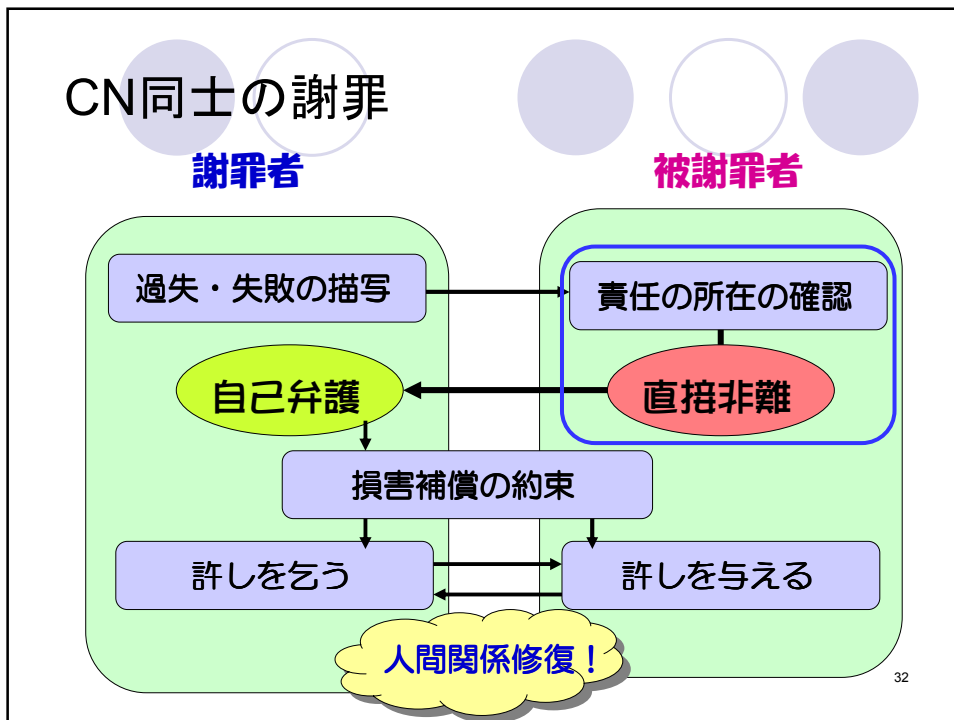 CN同士の謝罪
謝罪者
被謝罪者
過失・失敗の描写
責任の所在の確認
自己弁護
直接非難
損害補償の約束
許しを乞う
許しを与える
人間関係修復！
32